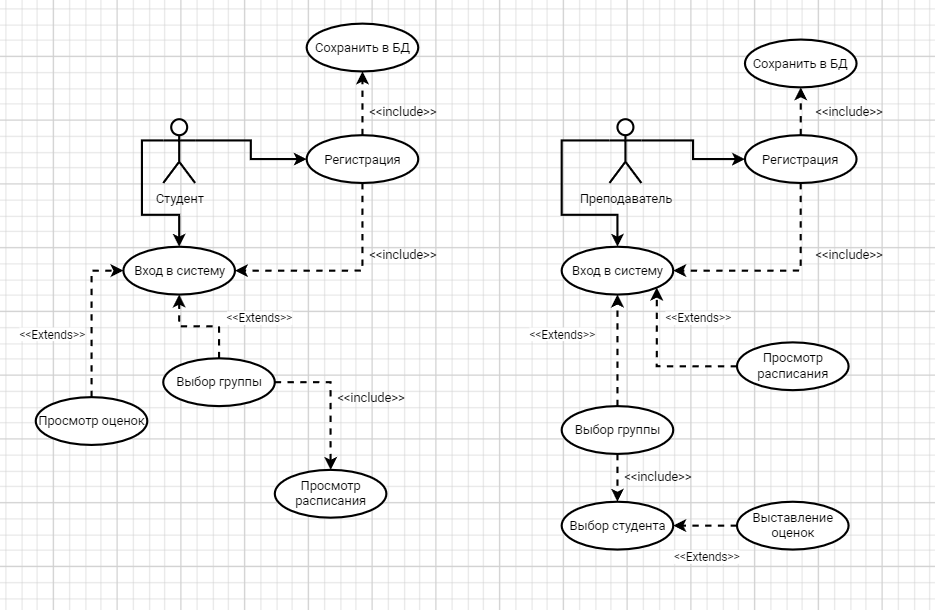 Сохранить в БД
<<include>>
Регистрация
Студент
<<include>>
Вход в систему
<<Extends>>
<<Extends>>
Выбор группы
<<include>>
Просмотр оценок
Просмотр
расписания
Сохранить в БД
<<include>>
Регистрация
Преподаватель
<<include>>
Вход в систему
<<Extends>>
<<Extends>>
Просмотр
расписания
Выбор группы
<<include>>
Выбор студента
Выставление
оценок
<<Extends>>